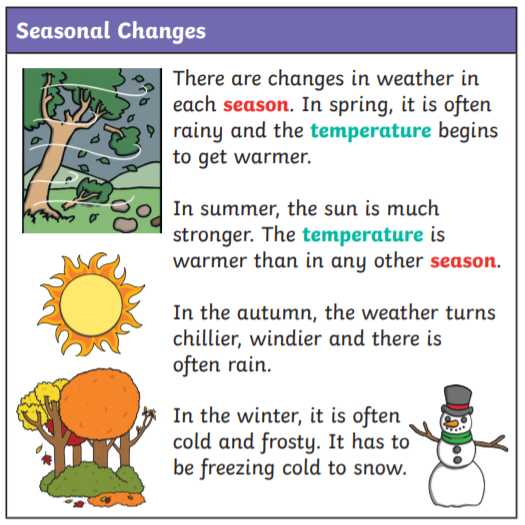 Seasonal Changes
There are changes in weather in
each season. In spring, it is often
rainy and the temperature begins
to get warmer.
In summer, the sun is much
stronger. The temperature is
warmer than in any other season.
In the autumn, the weather turns
chillier, windier and there is
often rain.
In the winter, it is often
cold and frosty. It has to
be freezing cold to snow.